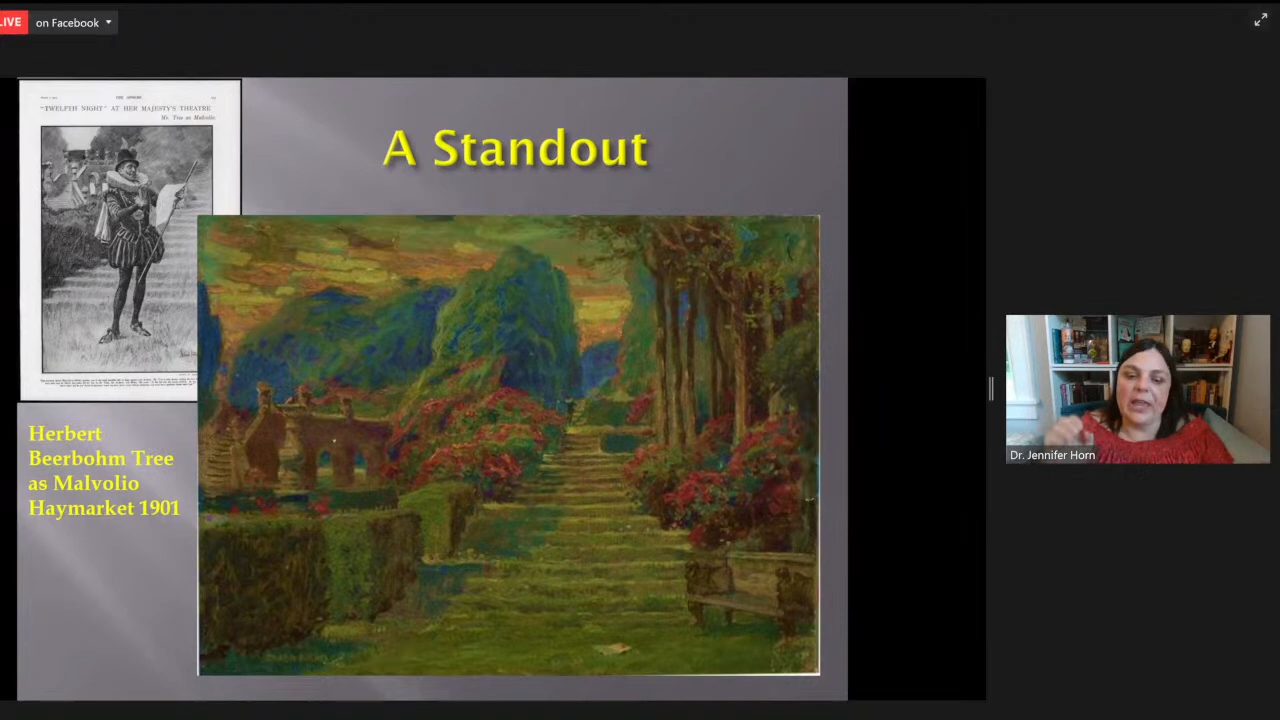 LIVE
on Facebook
"TWELFTH NIGHT" AT HER MAJESTY'S THEATRE
Mr. Tree as Malvolio.
A Standout
Herbert
Beerbohm Tree
as Malvolio
Haymarket 1901
Dr. Jennifer Horn